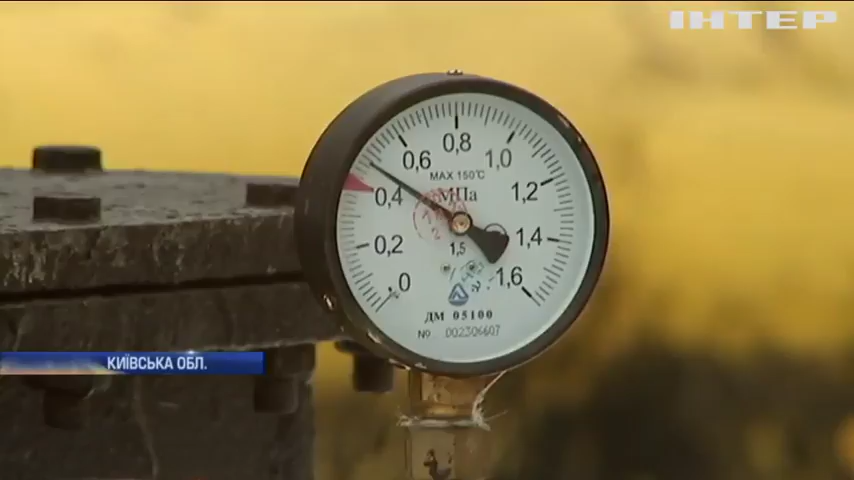 ІНТЕР
0,8
0,6
1,0
MAX 150°C
МПа
0,4
1,2
0,2
1,4
1,5
0
1,6
ДМ 05100
№ 002306607
КИЇВСЬКА ОБЛ.